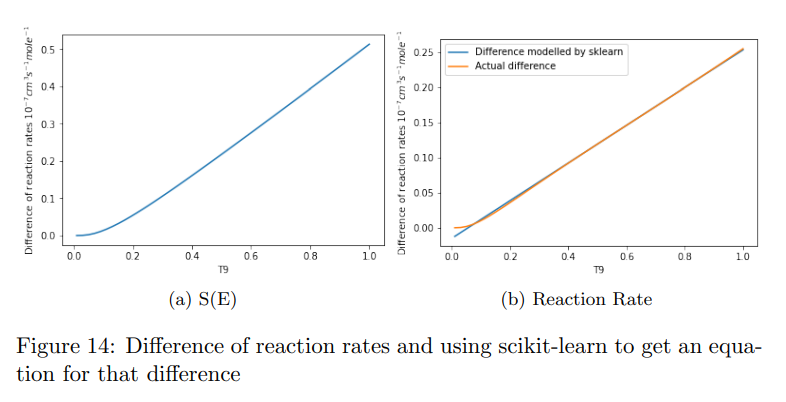 Difference of reaction rates 10⁻⁷cm³s⁻¹mole⁻¹
0.5
0.4
0.3
0.2
0.1
0.0
0.0 0.2 0.4 0.6 0.8 1.0
T9
(a) S(E)
Difference of reaction rates 10⁻⁷cm³s⁻¹mole⁻¹
Difference modelled by sklearn
Actual difference
0.25
0.20
0.15
0.10
0.05
0.00
0.0 0.2 0.4 0.6 0.8 1.0
T9
(b) Reaction Rate
Figure 14: Difference of reaction rates and using scikit-learn to get an equa-
tion for that difference